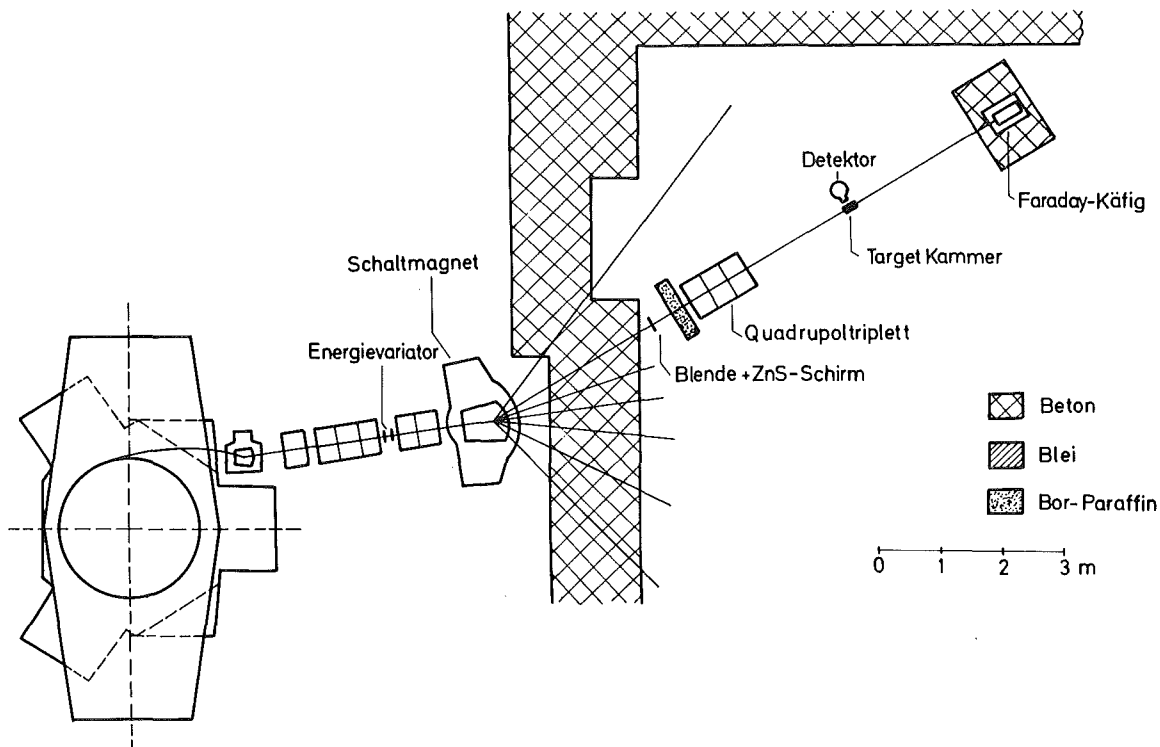 Detektor
Faraday-Käfig
Target Kammer
Schaltmagnet
Quadrupoltriplett
Energievariator
Blende + ZnS-Schirm
Beton
Blei
Bor-Paraffin
0 1 2 3 m